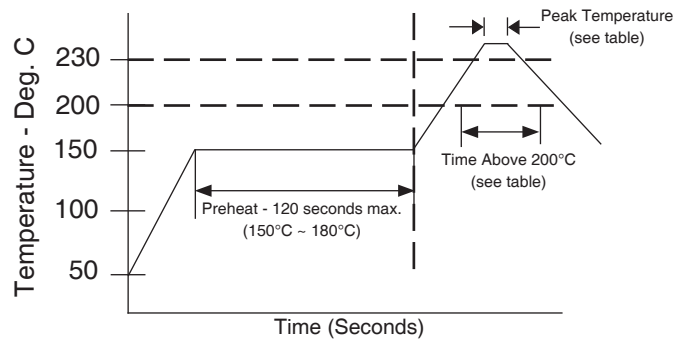 Peak Temperature
(see table)
Temperature - Deg. C
230
200
150
100
50
Time Above 200°C
(see table)
Preheat - 120 seconds max.
(150°C ~ 180°C)
Time (Seconds)